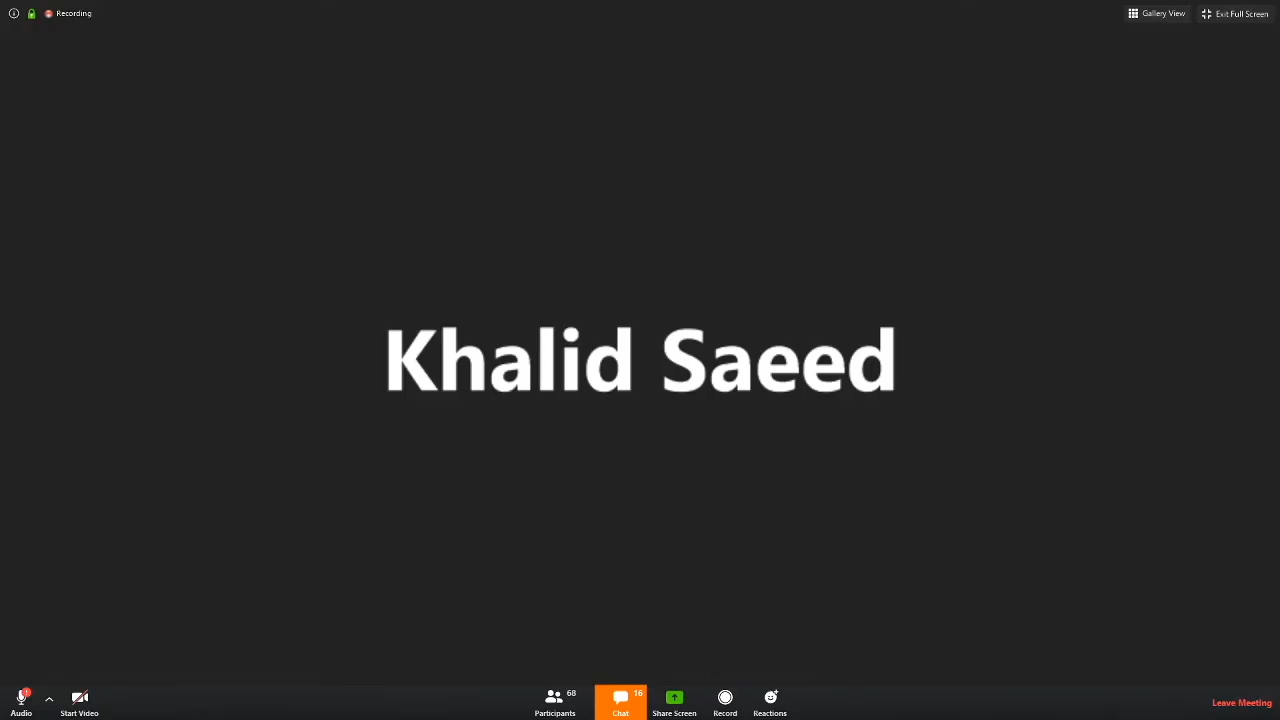 Recording
Gallery View
Exit Full Screen
Khalid Saeed
68
16
Audio
Start Video
Participants
Chat
Share Screen
Record
Reactions
Leave Meeting